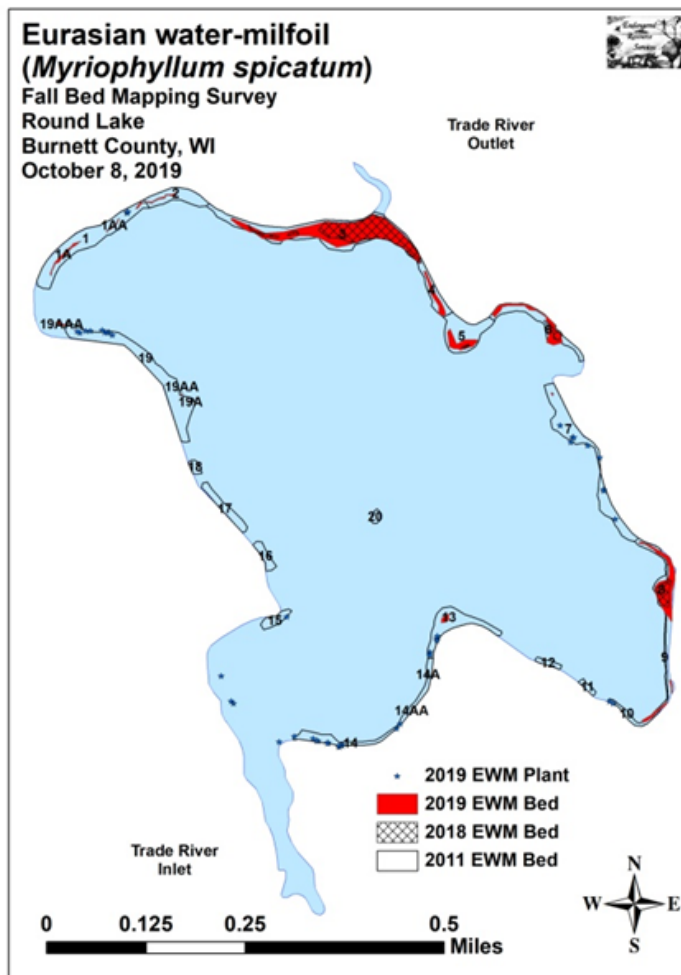 Eurasian water-milfoil
(Myriophyllum spicatum)
Fall Bed Mapping Survey
Round Lake
Burnett County, WI
October 8, 2019
Endangered
Resource
Services
Trade River
Outlet
2
1AA
1
1A
3
4
5
6
19AAA
19
19AA
19A
7
18
17
20
16
8
15
13
9
12
14A
11
14AA
10
14
2019 EWM Plant
2019 EWM Bed
2018 EWM Bed
2011 EWM Bed
Trade River
Inlet
N
W E
S
0 0.125 0.25 0.5
Miles